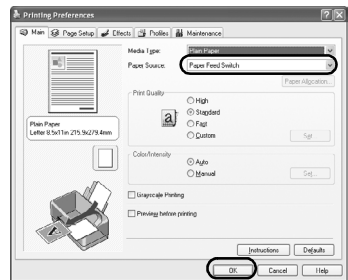 Printing Preferences
Main Page Setup Effects Profiles Maintenance
Media Type: Plain Paper
Paper Source: Paper Feed Switch
Paper Allocation...
Print Quality
High
Standard
Fast
Custom Set...
Plain Paper
Letter 8.5x11in 215.9x279.4mm
Color/Intensity
Auto
Manual Set...
Grayscale Printing
Preview before printing
Instructions Defaults
OK Cancel Help